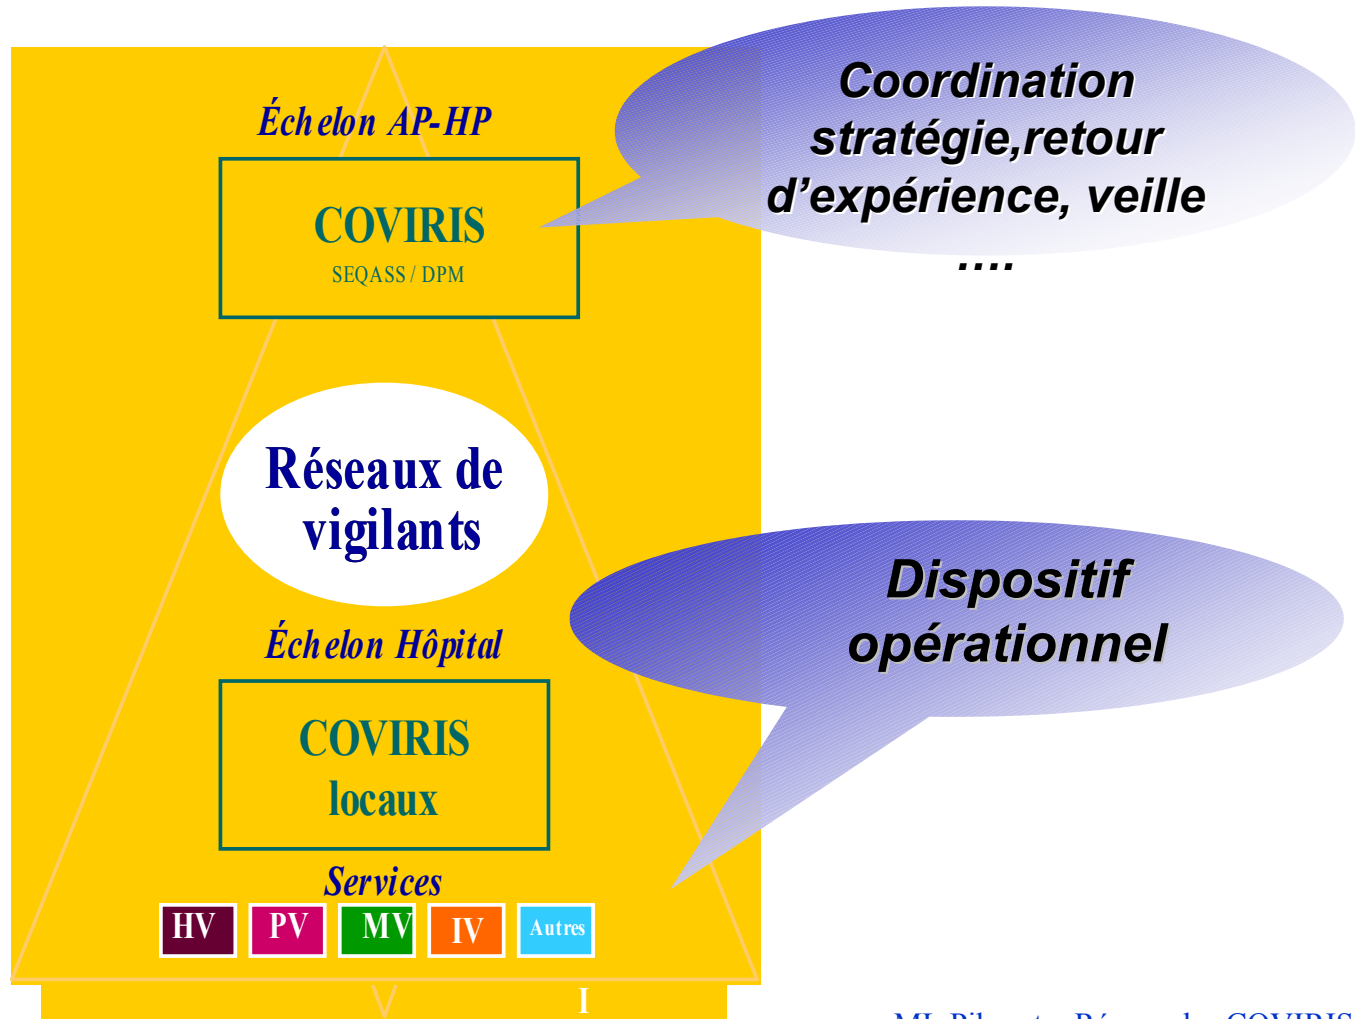 Échelon AP-HP
COVIRIS
SEQASS / DPM
Coordination
stratégie,retour
d’expérience, veille
….
Réseaux de
vigilants
Échelon Hôpital
COVIRIS
locaux
Dispositif
opérationnel
Services
HV PV MV IV Autres
I
COVIRIS